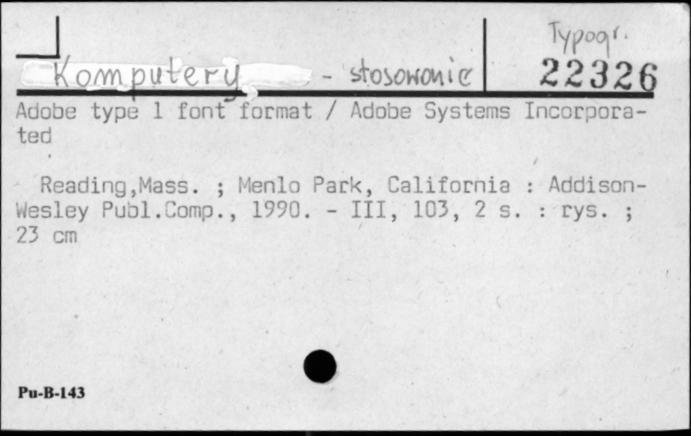 Typogr.
Komputery - stosowanie
22326
Adobe type 1 font format / Adobe Systems Incorpora-
ted
Reading,Mass. ; Menlo Park, California : Addison-
Wesley Publ.Comp., 1990. - III, 103, 2 s. : rys. ;
23 cm
Pu-B-143